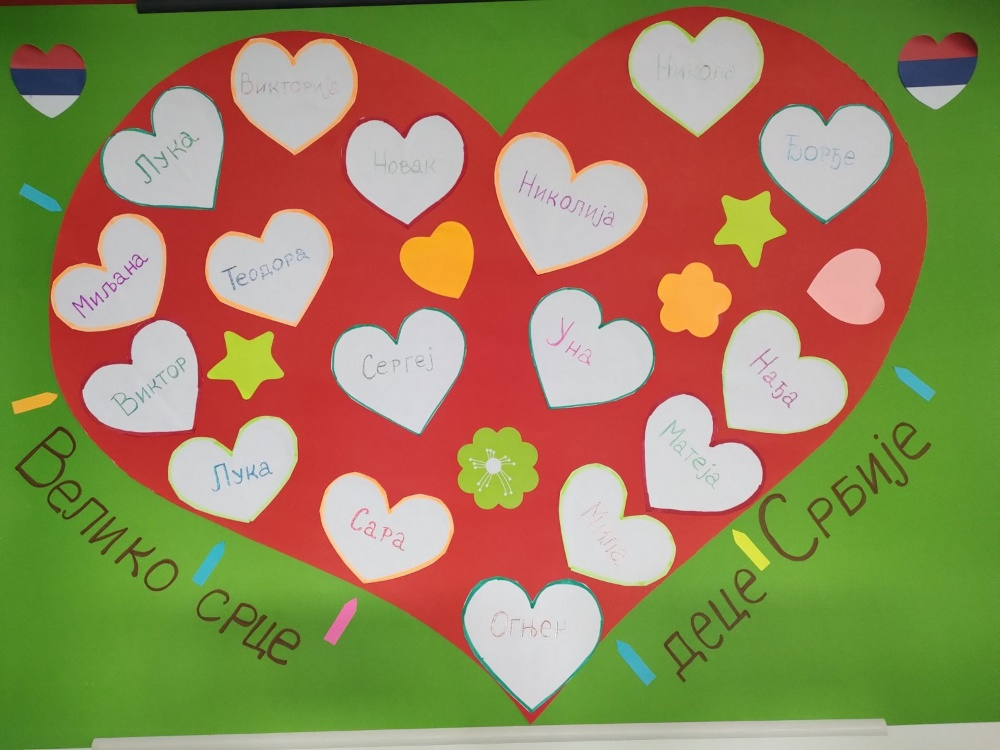 Викторија
Никола
Лука
Новак
Ђорђе
Николија
Миљана
Теодора
Сергеј
Уна
Нађа
Виктор
Матеја
Лука
Сара
Мила
Огњен
Велико срце
деце Србије